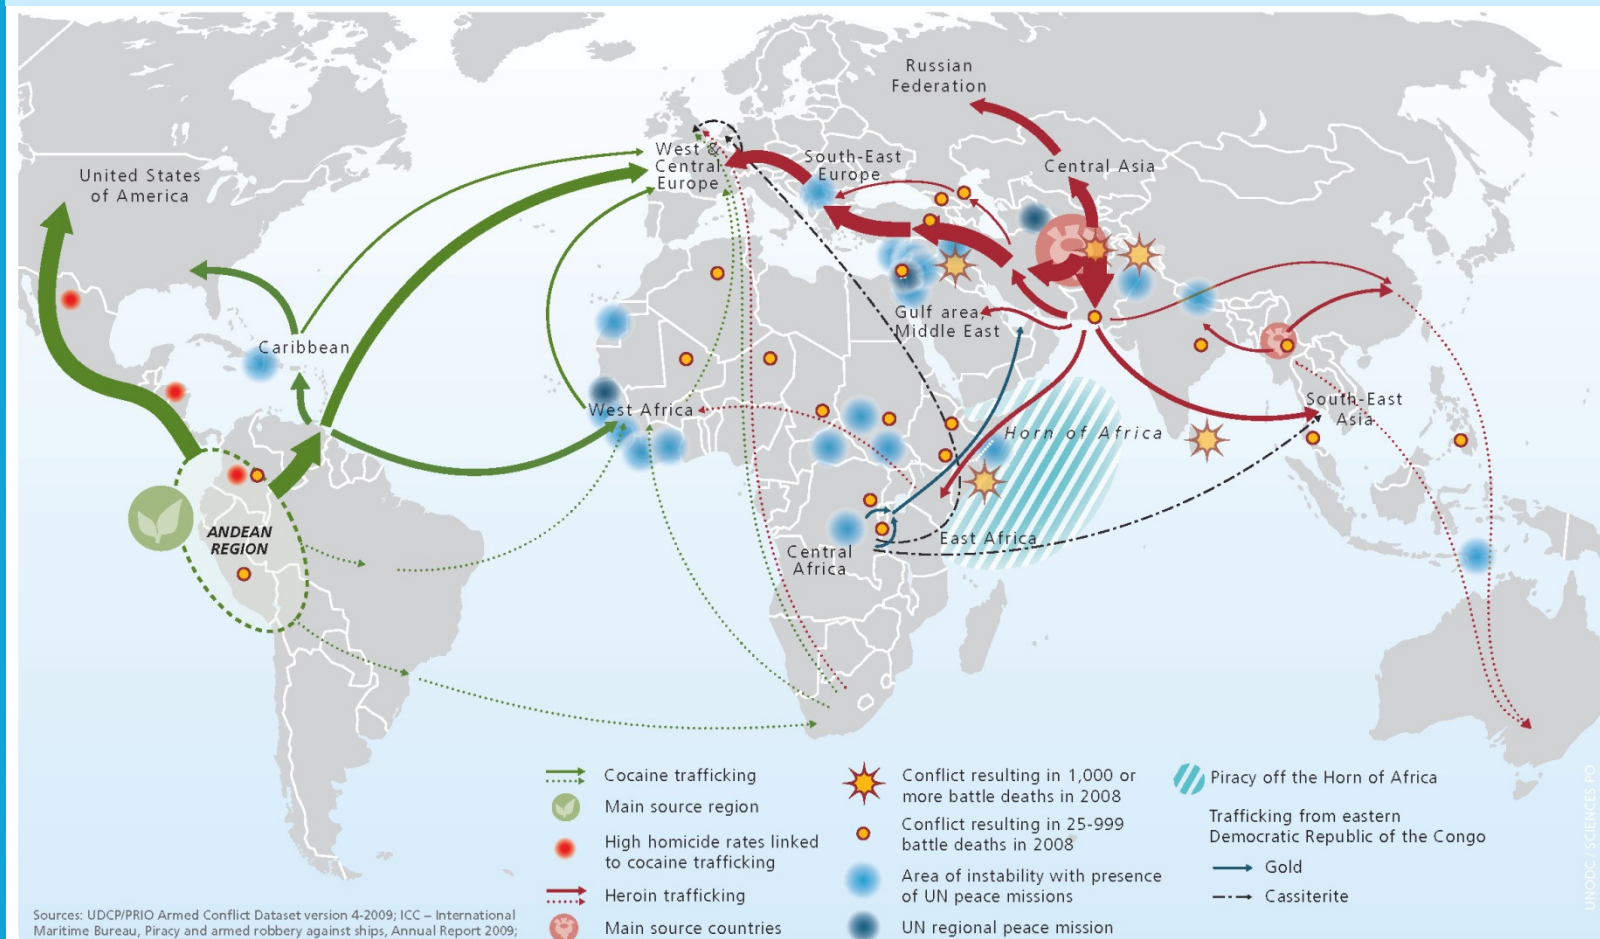 Russian
Federation
United States
of America
West &
Central
Europe
South-East
Europe
Central Asia
Gulf area,
Middle East
Caribbean
West Africa
South-East
Asia
Horn of Africa
ANDEAN
REGION
Central
Africa
East Africa
Cocaine trafficking
Main source region
High homicide rates linked
to cocaine trafficking
Heroin trafficking
Main source countries
Conflict resulting in 1,000 or
more battle deaths in 2008
Conflict resulting in 25-999
battle deaths in 2008
Area of instability with presence
of UN peace missions
UN regional peace mission
Piracy off the Horn of Africa
Trafficking from eastern
Democratic Republic of the Congo
Gold
Cassiterite
Sources: UDCP/PRIO Armed Conflict Dataset version 4-2009; ICC – International
Maritime Bureau, Piracy and armed robbery against ships, Annual Report 2009;
UNODC / SCIENCES PO